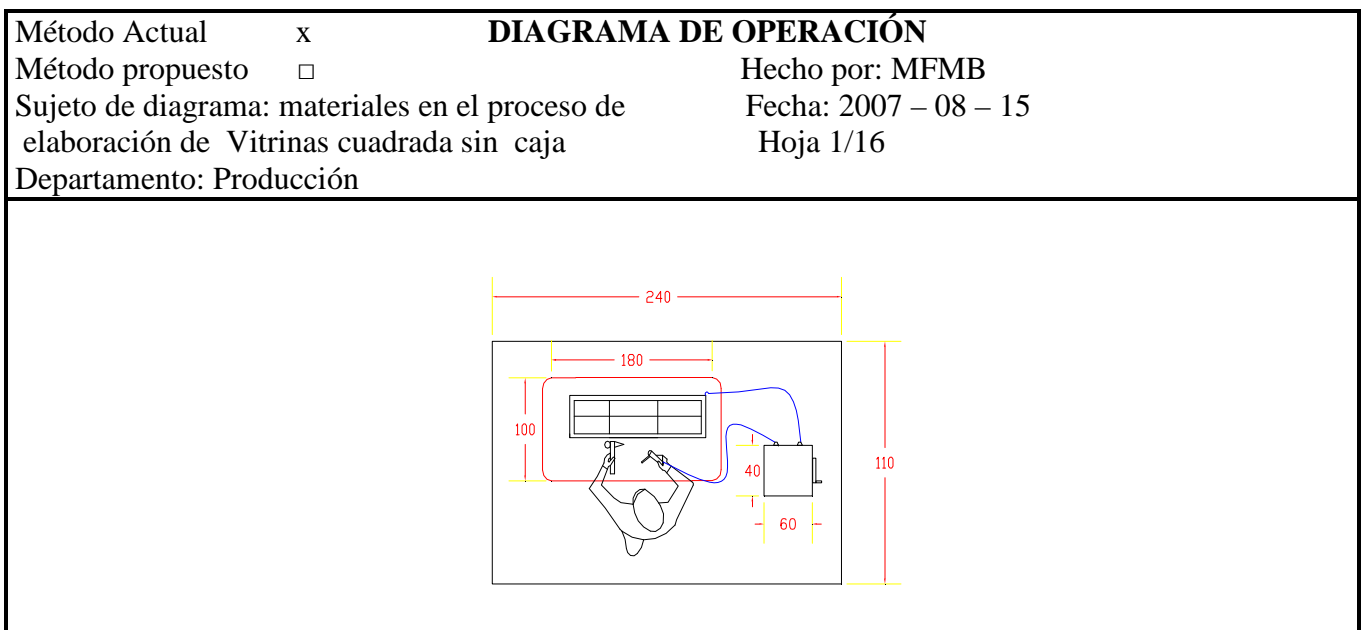 Método Actual x DIAGRAMA DE OPERACIÓN
Método propuesto □ Hecho por: MFMB
Sujeto de diagrama: materiales en el proceso de Fecha: 2007 – 08 – 15
elaboración de Vitrinas cuadrada sin caja Hoja 1/16
Departamento: Producción
240
180
100
40
110
60